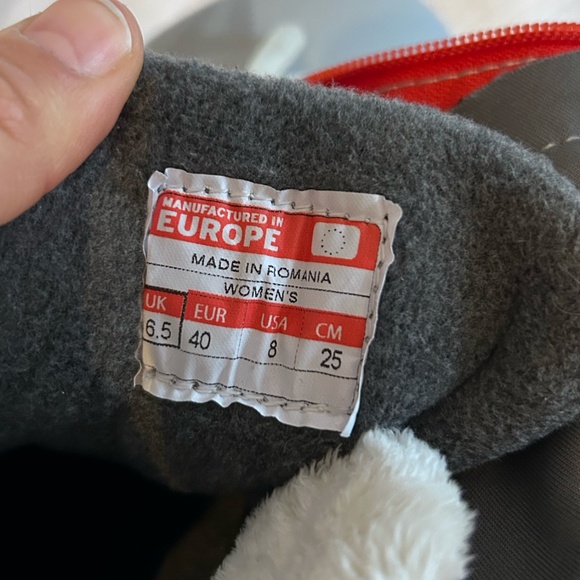 MANUFACTURED IN
EUROPE
MADE IN ROMANIA
WOMEN'S
UK EUR USA CM
6.5 40 8 25